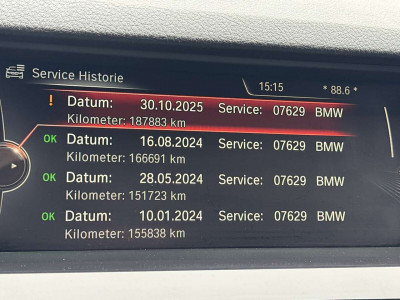 Service Historie
15:15
* 88.6 *
! Datum: 30.10.2025 Service: 07629 BMW
Kilometer: 187883 km
OK Datum: 16.08.2024 Service: 07629 BMW
Kilometer: 166691 km
OK Datum: 28.05.2024 Service: 07629 BMW
Kilometer: 151723 km
OK Datum: 10.01.2024 Service: 07629 BMW
Kilometer: 155838 km